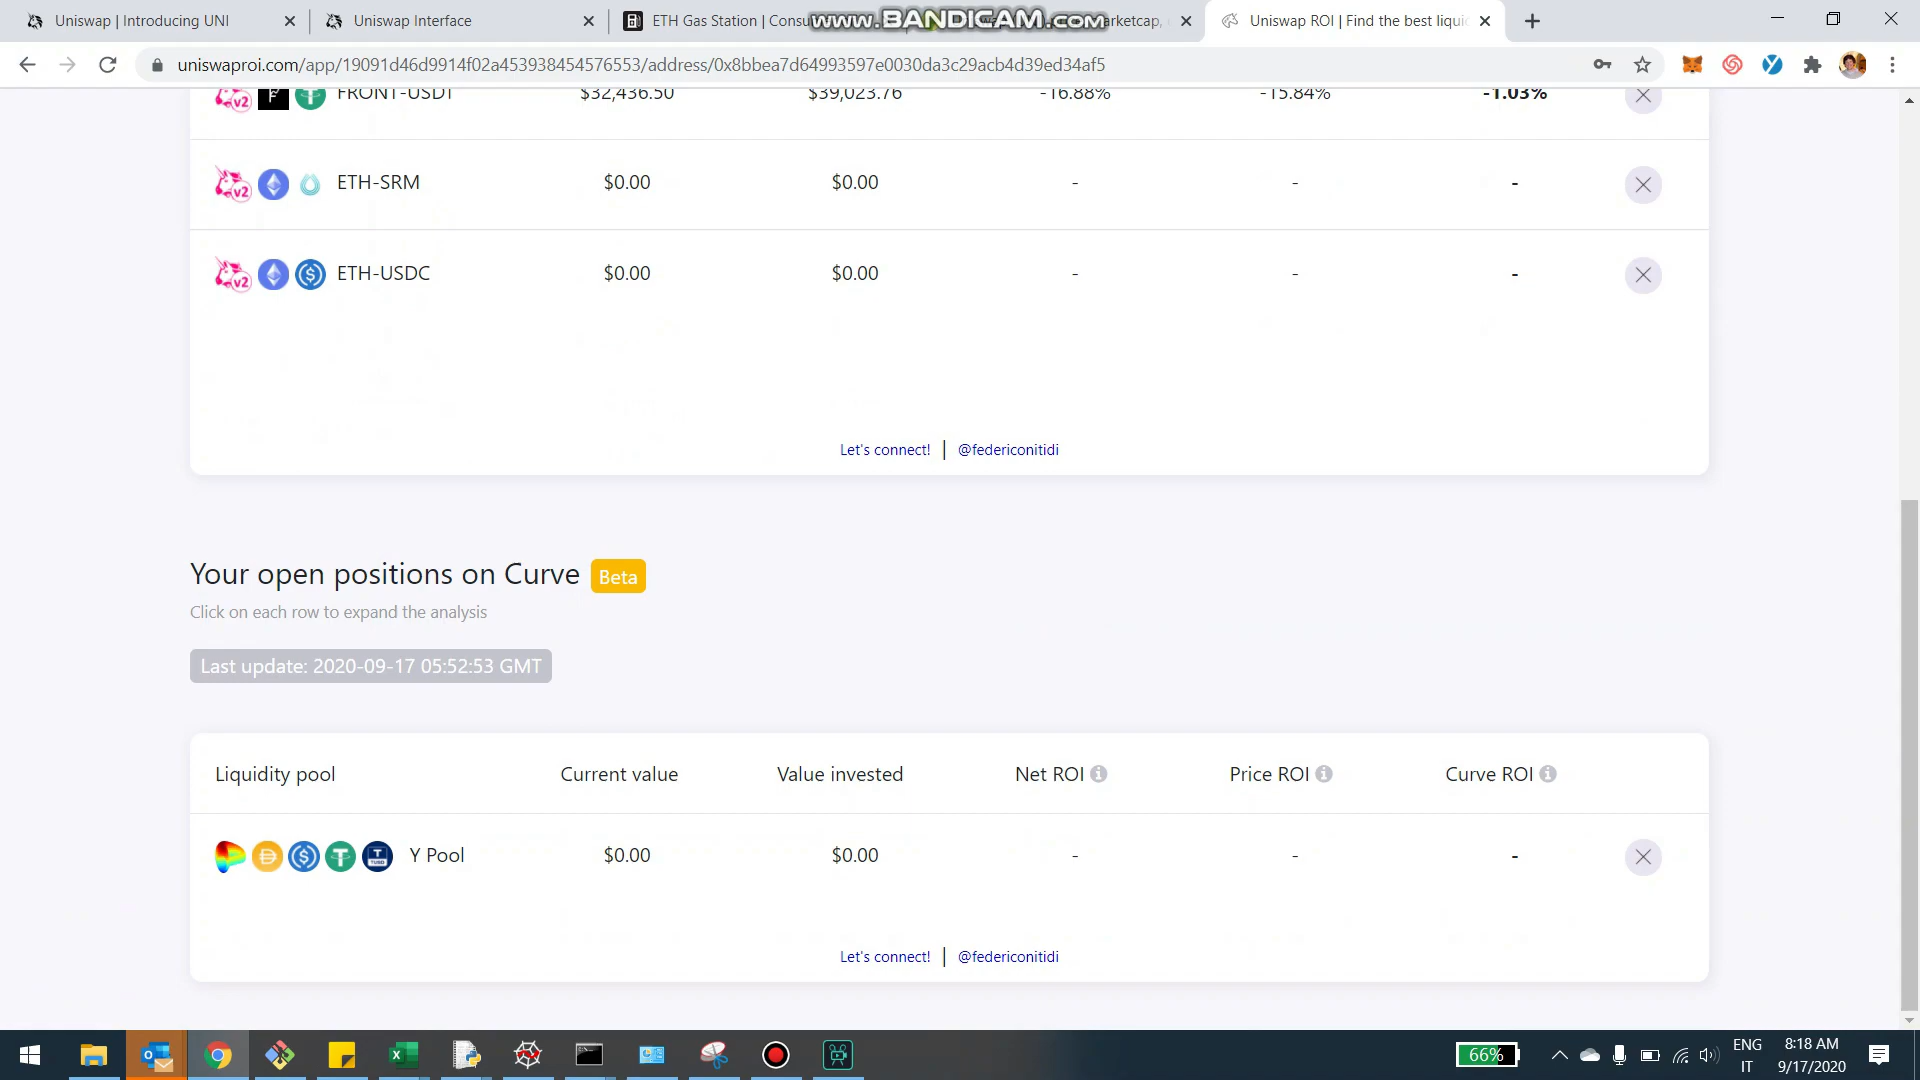 Uniswap | Introducing UNI
Uniswap Interface
ETH Gas Station | Consu
www.BANDICAM.com
arketcap,
Uniswap ROI | Find the best liquid
uniswaproi.com/app/19091d46d9914f02a453938454576553/address/0x8bbea7d64993597e0030da3c29acb4d39ed34af5
v2 F FRONT-USDT $32,436.50 $39,023.76 -16.88% -15.84% -1.03%
v2 ETH-SRM $0.00 $0.00 - - -
v2 ETH-USDC $0.00 $0.00 - - -
Let's connect! | @federiconitidi
Your open positions on Curve Beta
Click on each row to expand the analysis
Last update: 2020-09-17 05:52:53 GMT
Liquidity pool Current value Value invested Net ROI Price ROI Curve ROI
Y Pool $0.00 $0.00 - - -
Let's connect! | @federiconitidi
66%
ENG
IT
8:18 AM
9/17/2020